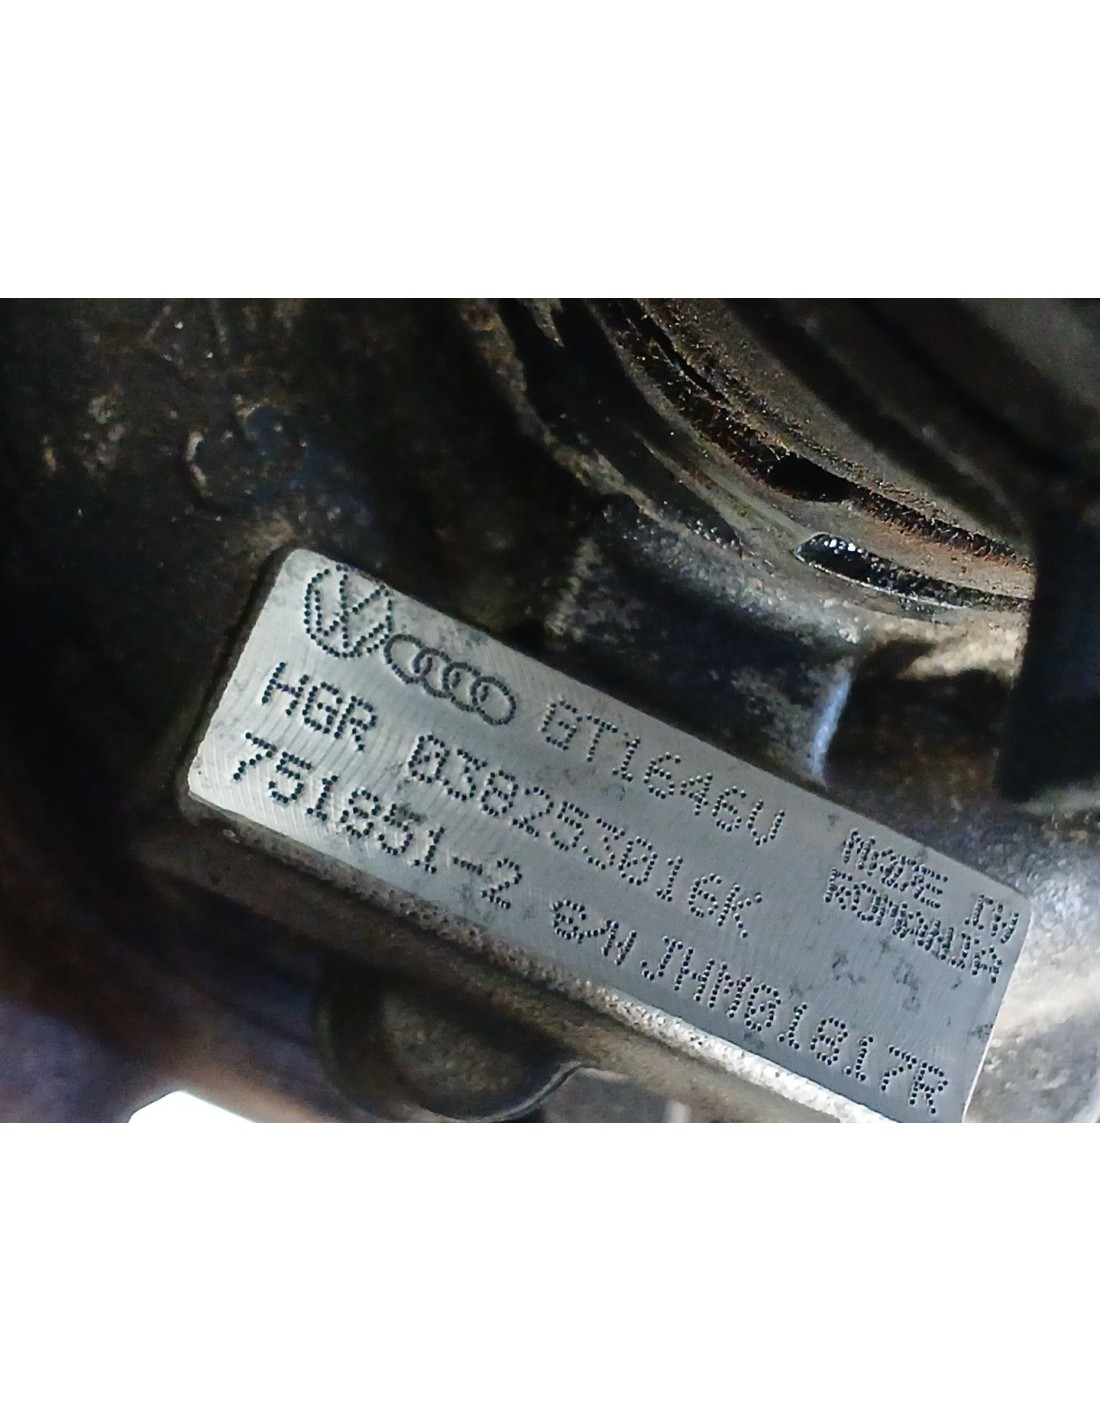 GT1646V
HGR 03G253016K
751851-2 S/N JHM01817R
MADE IN
ROMANIA